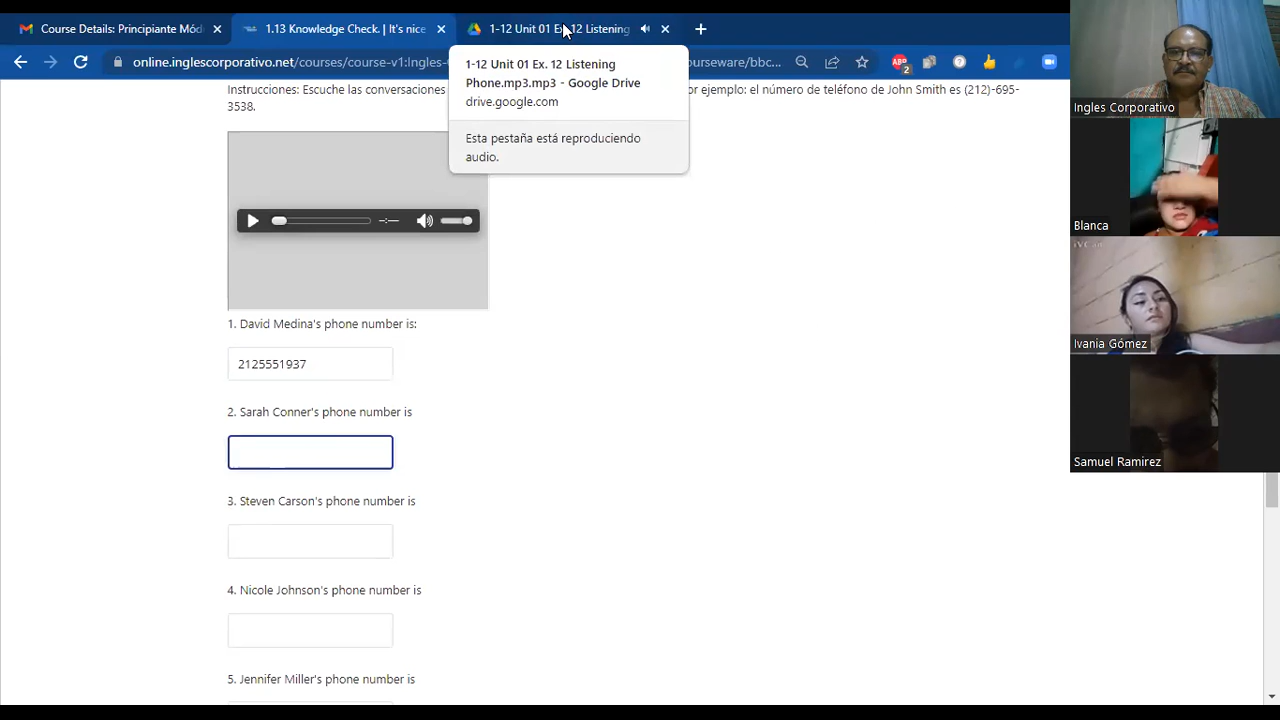 Course Details: Principiante Mód
1.13 Knowledge Check. | It's nice
1-12 Unit 01 Ex. 12 Listening
online.inglescorporativo.net/courses/course-v1:Ingles-
ourseware/bbc...
ABP
2
1-12 Unit 01 Ex. 12 Listening
Phone.mp3.mp3 - Google Drive
drive.google.com
Esta pestaña está reproduciendo
audio.
Instrucciones: Escuche las conversaciones
or ejemplo: el número de teléfono de John Smith es (212)-695-
3538.
-:--
1. David Medina's phone number is:
2125551937
2. Sarah Conner's phone number is
3. Steven Carson's phone number is
4. Nicole Johnson's phone number is
5. Jennifer Miller's phone number is
Ingles Corporativo
Blanca
Ivania Gómez
Samuel Ramirez